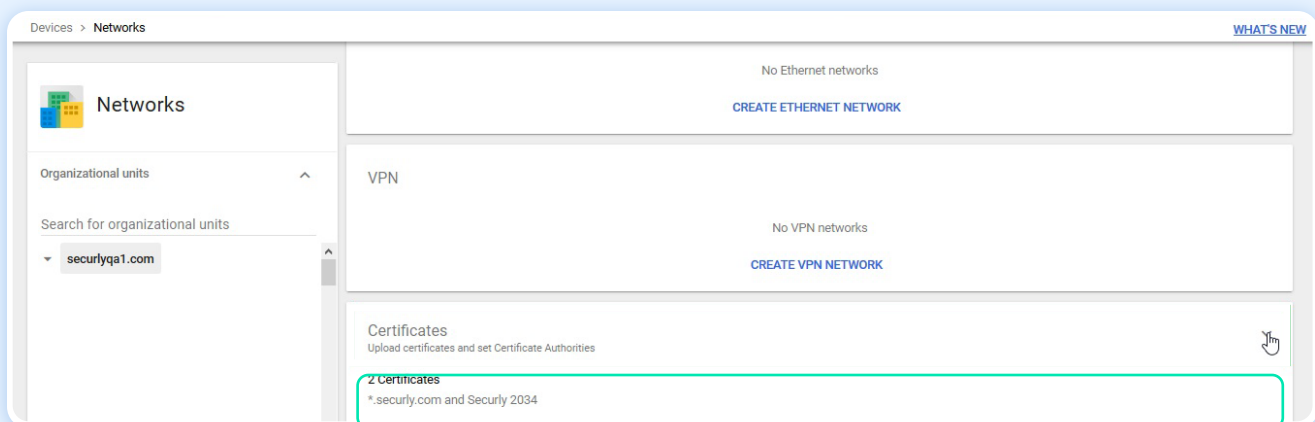 Devices > Networks
WHAT'S NEW
Networks
Organizational units
Search for organizational units
securlyqa1.com
No Ethernet networks
CREATE ETHERNET NETWORK
VPN
No VPN networks
CREATE VPN NETWORK
Certificates
Upload certificates and set Certificate Authorities
2 Certificates
*.securly.com and Securly 2034